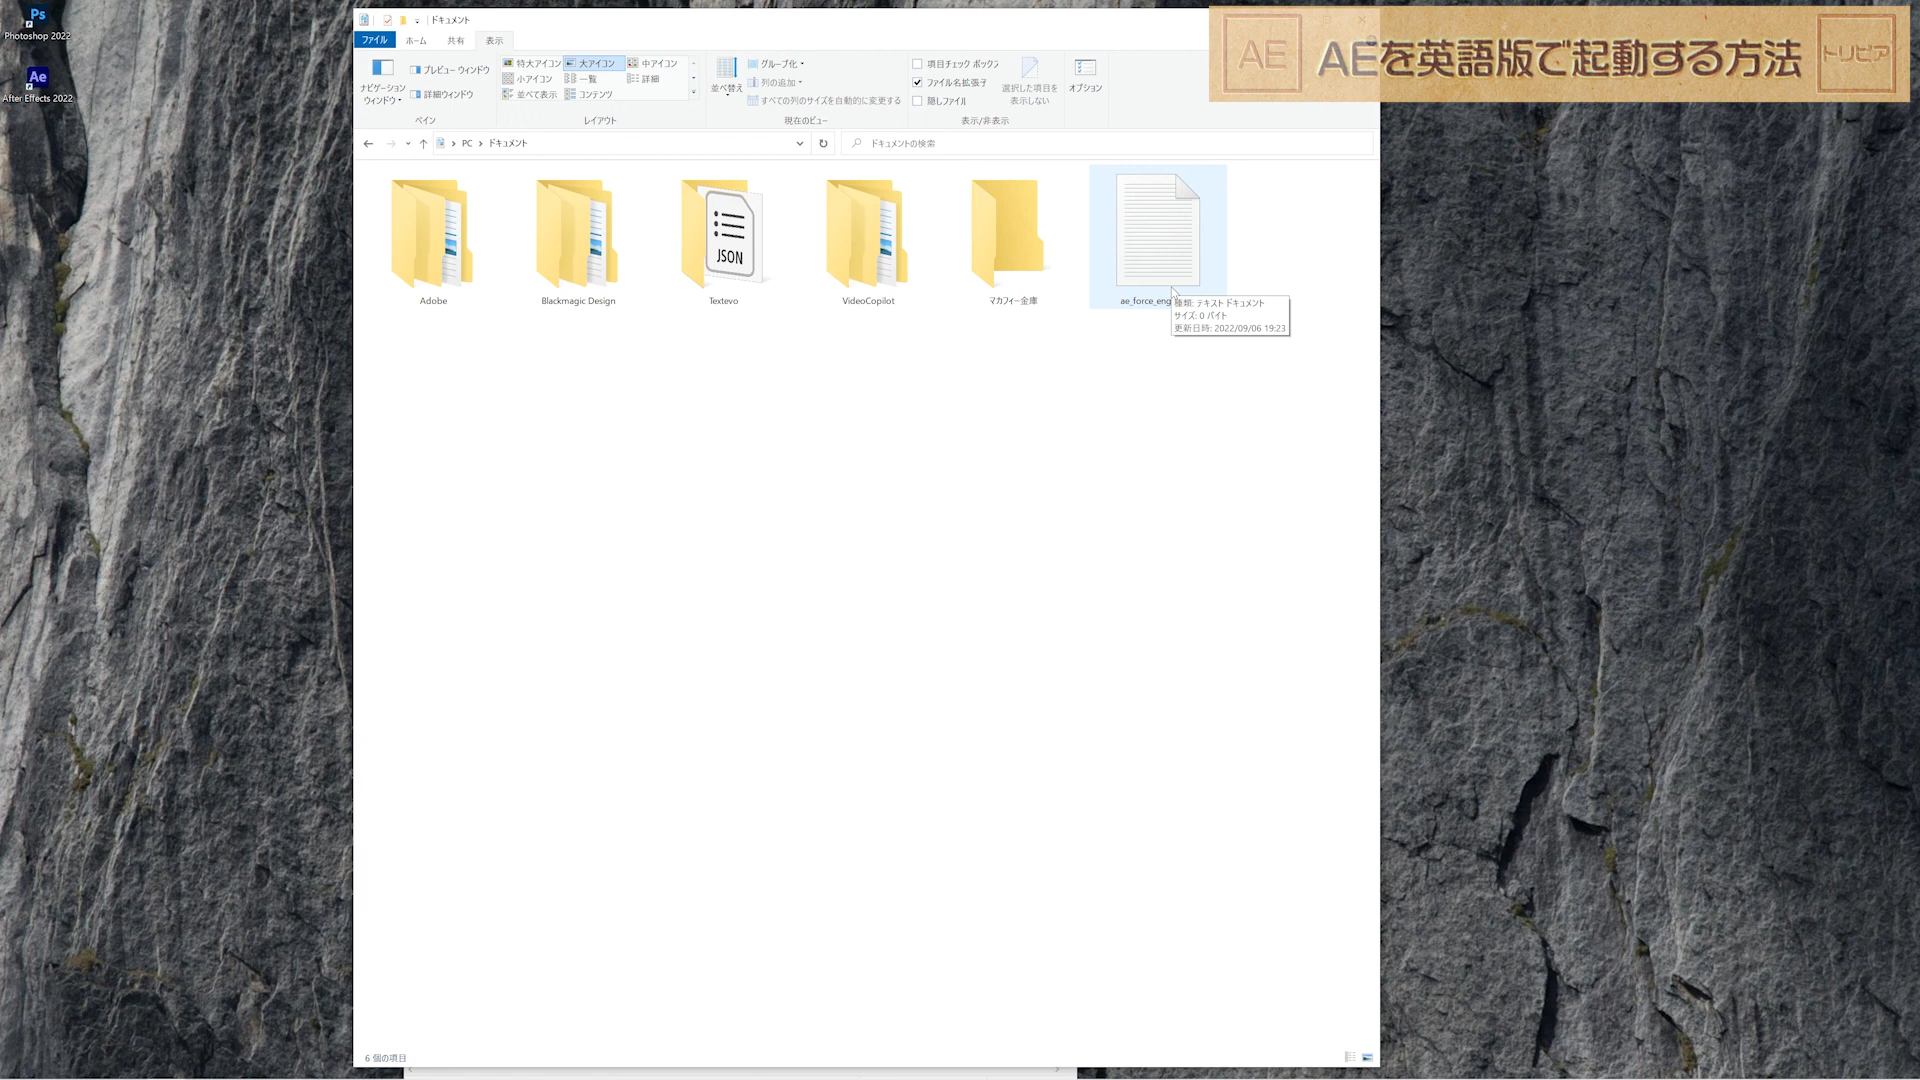 Ps
Photoshop 2022
Ae
After Effects 2022
ドキュメント
AE
AEを英語版で起動する方法
トリビア
ファイル
ホーム
共有
表示
ナビゲーション
ウィンドウ
プレビュー ウィンドウ
詳細ウィンドウ
ペイン
特大アイコン
大アイコン
中アイコン
小アイコン
一覧
詳細
並べて表示
コンテンツ
レイアウト
並べ替え
グループ化
列の追加
すべての列のサイズを自動的に変更する
現在のビュー
項目チェック ボックス
ファイル名拡張子
隠しファイル
選択した項目を
表示しない
表示/非表示
オプション
PC
ドキュメント
ドキュメントの検索
JSON
Adobe
Blackmagic Design
Textevo
VideoCopilot
マカフィー金庫
ae_force_eng
種類: テキスト ドキュメント
サイズ: 0 バイト
更新日時: 2022/09/06 19:23
6 個の項目